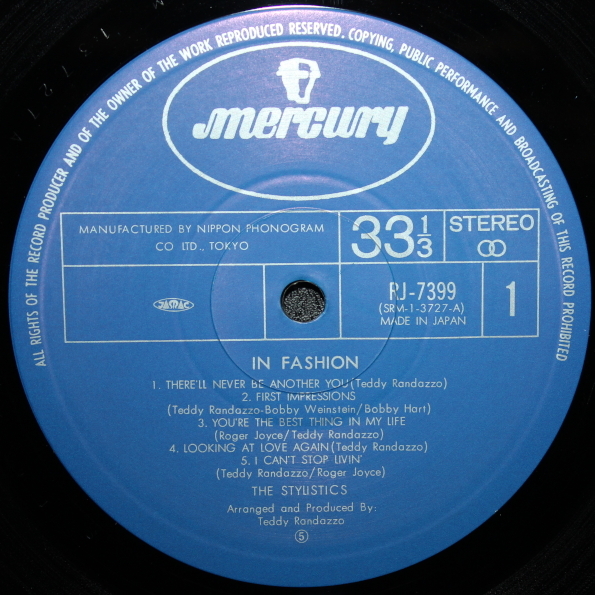 ALL RIGHTS OF THE RECORD PRODUCER AND OF THE OWNER OF THE WORK REPRODUCED RESERVED. COPYING, PUBLIC PERFORMANCE AND BROADCASTING OF THIS RECORD PROHIBITED
mercury
MANUFACTURED BY NIPPON PHONOGRAM
CO LTD., TOKYO
33 1/3
STEREO
JASRAC
RJ-7399
(SRM-1-3727-A)
MADE IN JAPAN
1
IN FASHION
1. THERE'LL NEVER BE ANOTHER YOU(Teddy Randazzo)
2. FIRST IMPRESSIONS
(Teddy Randazzo-Bobby Weinstein/Bobby Hart)
3. YOU'RE THE BEST THING IN MY LIFE
(Roger Joyce/Teddy Randazzo)
4. LOOKING AT LOVE AGAIN(Teddy Randazzo)
5. I CAN'T STOP LIVIN'
(Teddy Randazzo/Roger Joyce)
THE STYLISTICS
Arranged and Produced By:
Teddy Randazzo
⑤